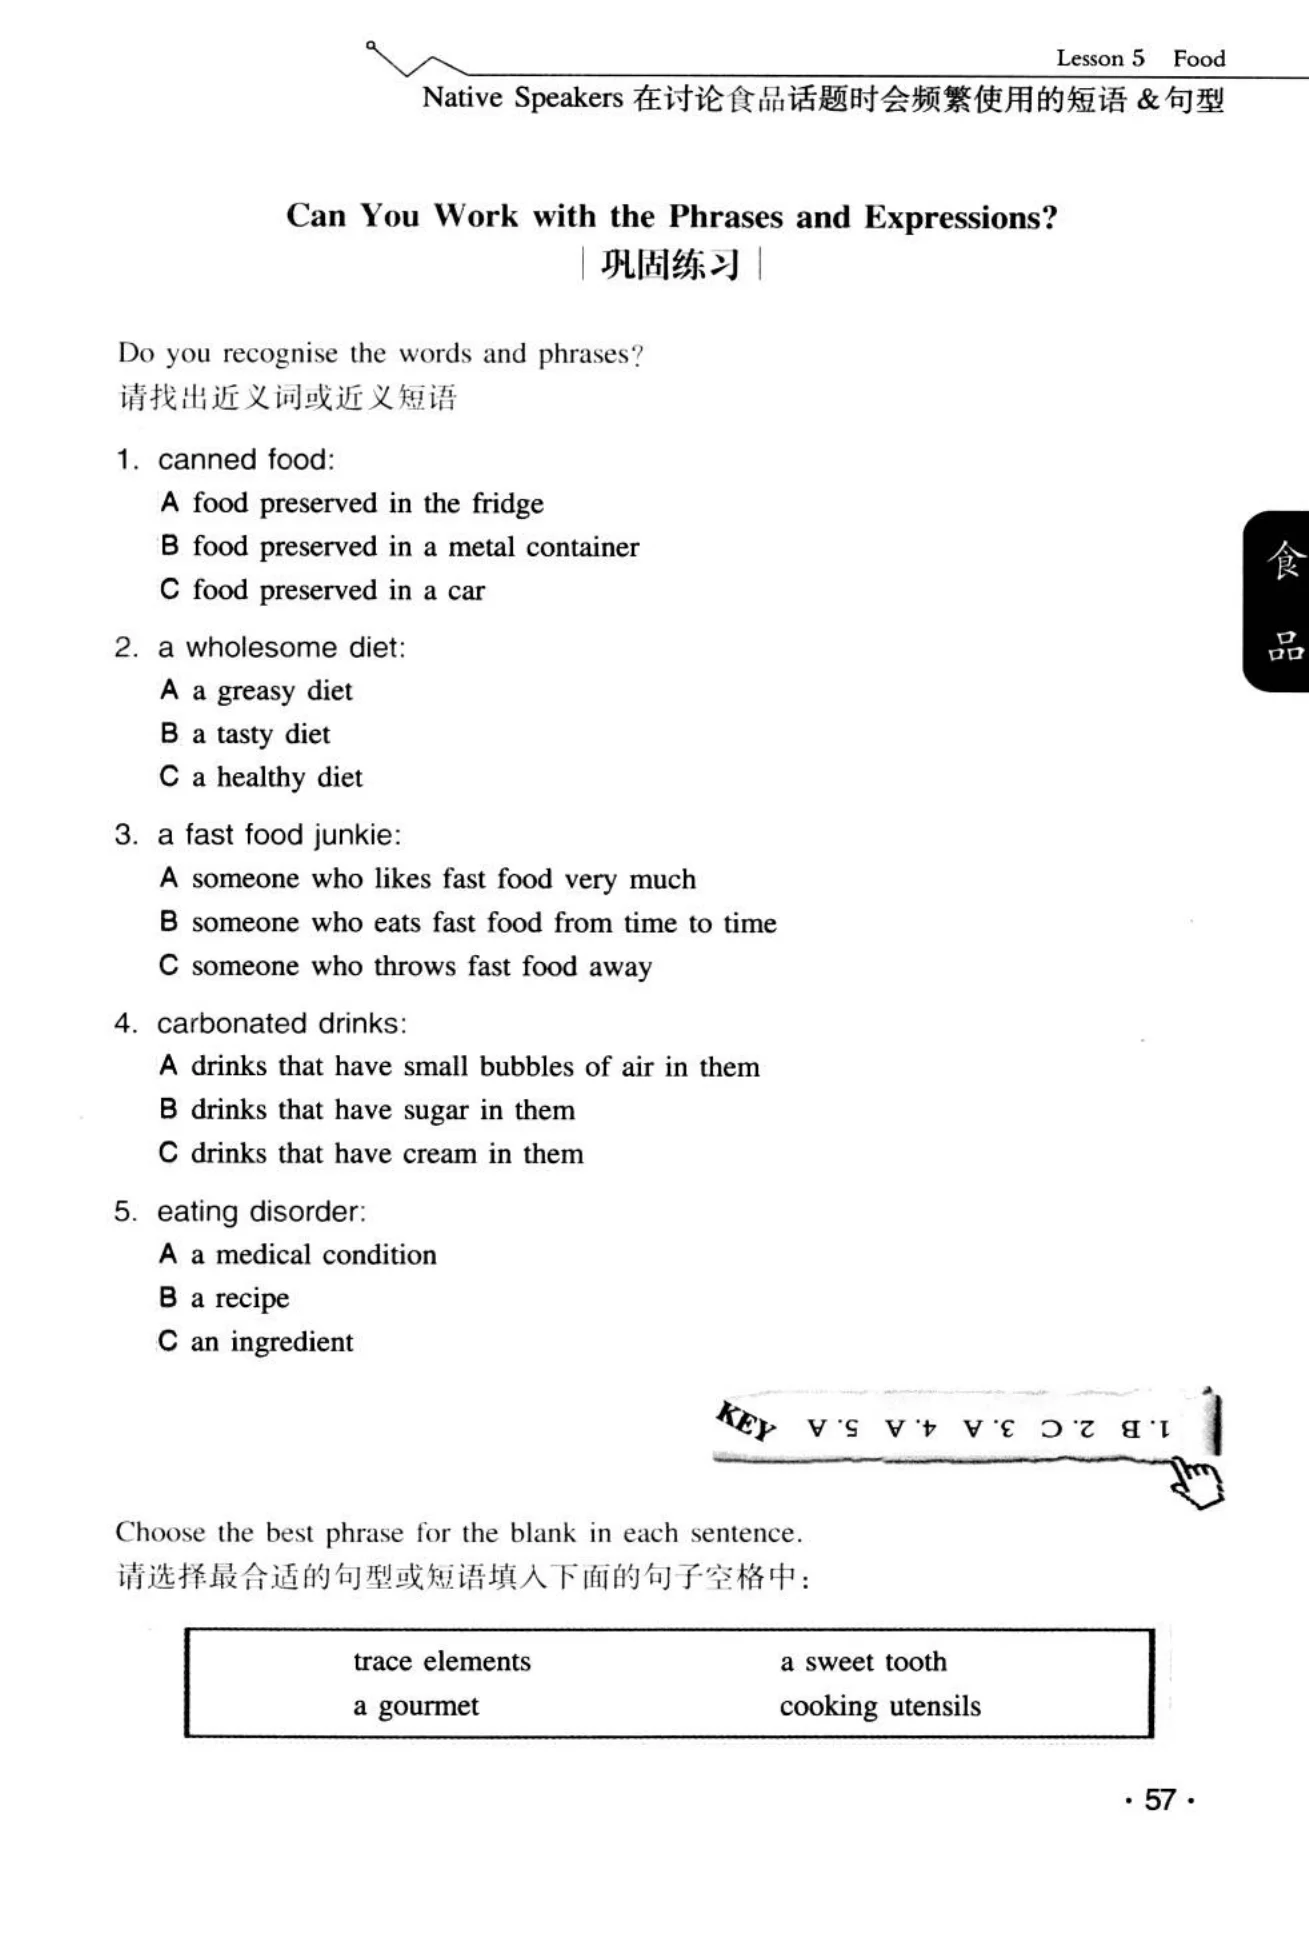 Lesson 5 Food
Native Speakers 在讨论食品话题时会频繁使用的短语 & 句型
Can You Work with the Phrases and Expressions?
巩固练习
Do you recognise the words and phrases?
请找出近义词或近义短语
1. canned food:
A food preserved in the fridge
B food preserved in a metal container
C food preserved in a car
2. a wholesome diet:
A a greasy diet
B a tasty diet
C a healthy diet
食品
3. a fast food junkie:
A someone who likes fast food very much
B someone who eats fast food from time to time
C someone who throws fast food away
4. carbonated drinks:
A drinks that have small bubbles of air in them
B drinks that have sugar in them
C drinks that have cream in them
5. eating disorder:
A a medical condition
B a recipe
C an ingredient
KEY 1. B 2. C 3. A 4. A 5. A
Choose the best phrase for the blank in each sentence.
请选择最合适的句型或短语填入下面的句子空格中：
trace elements a sweet tooth
a gourmet cooking utensils
· 57 ·